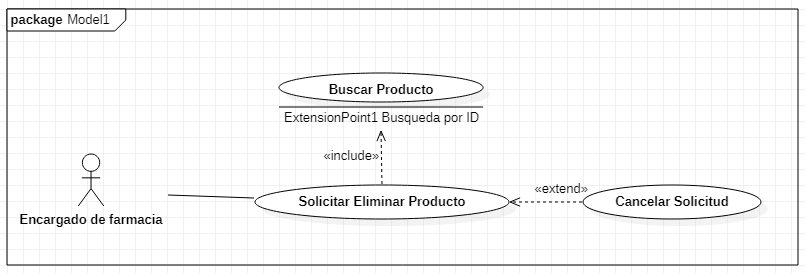 package Model1
Buscar Producto
ExtensionPoint1 Busqueda por ID
«include»
Solicitar Eliminar Producto
«extend»
Cancelar Solicitud
Encargado de farmacia